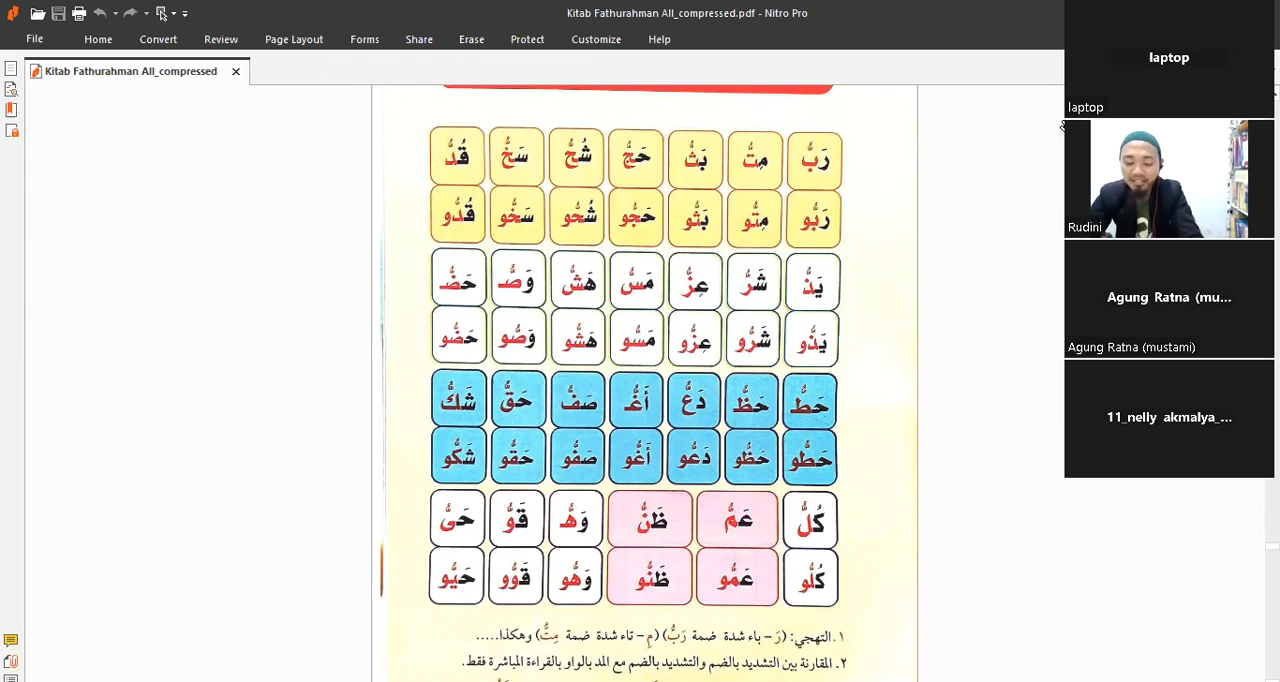 Kitab Fathurahman All_compressed.pdf - Nitro Pro
File Home Convert Review Page Layout Forms Share Erase Protect Customize Help
Kitab Fathurahman All_compressed
رَبُّ مِتُّ بَثُّ حَجُّ شُحُّ سَخُّ قُدُّ
رَبُّو مِتُّو بَثُّو حَجُّو شُحُّو سَخُّو قُدُّو
يَذُّ شَرُّ عِزُّ مَسُّ هَشُّ وَصُّ حَضُّ
يَذُّو شَرُّو عِزُّو مَسُّو هَشُّو وَصُّو حَضُّو
حَطُّ حَظُّ دَعُّ أَغُّ صَفُّ حَقُّ شَكُّ
حَطُّو حَظُّو دَعُّو أَغُّو صَفُّو حَقُّو شَكُّو
كُلُّ عَمُّ ظَنُّ وَهُّ قَوُّ حَيُّ
كُلُّو عَمُّو ظَنُّو وَهُّو قَوُّو حَيُّو
١. التهجي: (رَ - باء شدة ضمة رَبُّ) (مِ - تاء شدة ضمة مِتُّ) وهكذا.....
٢. المقارنة بين التشديد بالضم والتشديد بالضم مع المد بالواو بالقراءة المباشرة فقط.
laptop
laptop
Rudini
Agung Ratna (mu...
Agung Ratna (mustami)
11_nelly akmalya_...